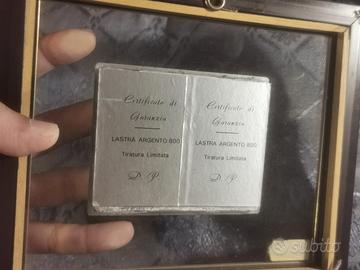 Certificato di
Garanzia
LASTRA ARGENTO 800
Tiratura Limitata
D. P.
Certificato di
Garanzia
LASTRA ARGENTO 800
Tiratura Limitata
D. P.
subito